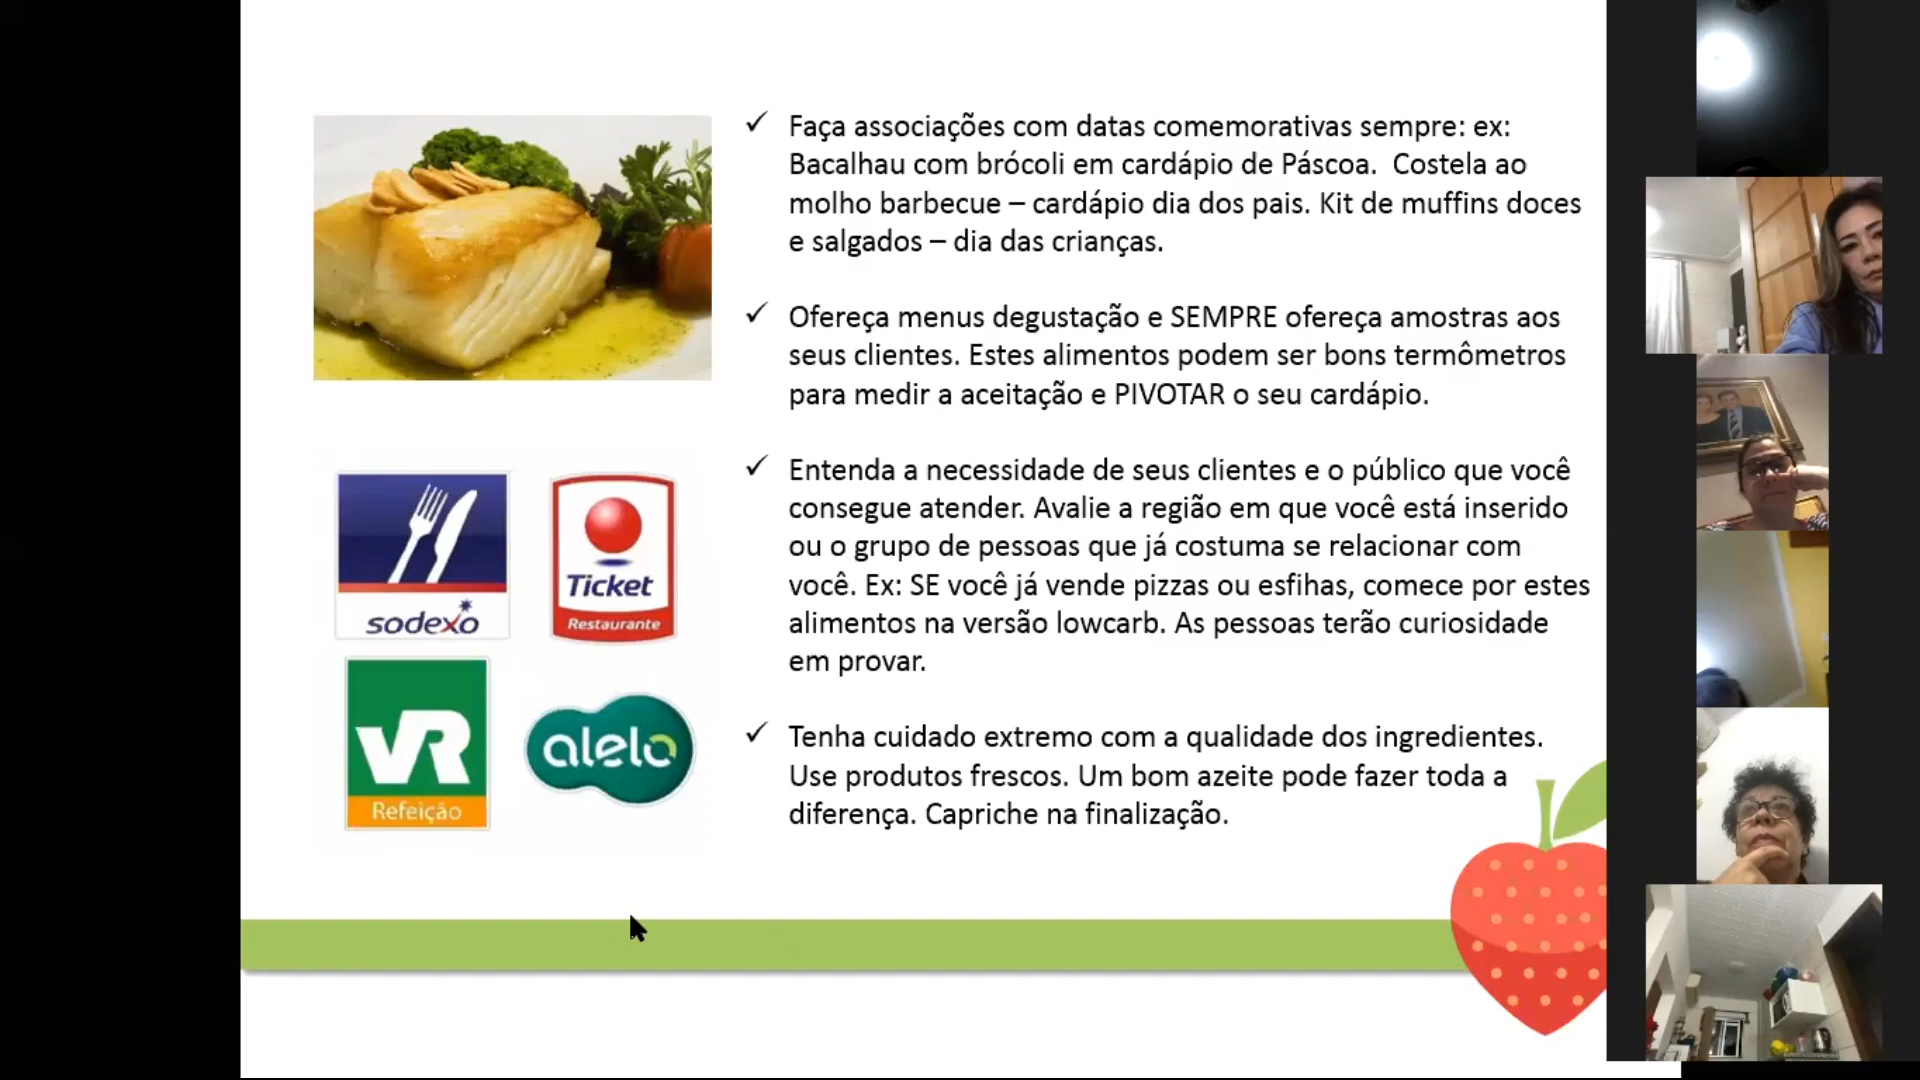 Faça associações com datas comemorativas sempre: ex:
Bacalhau com brócoli em cardápio de Páscoa. Costela ao
molho barbecue – cardápio dia dos pais. Kit de muffins doces
e salgados – dia das crianças.
Ofereça menus degustação e SEMPRE ofereça amostras aos
seus clientes. Estes alimentos podem ser bons termômetros
para medir a aceitação e PIVOTAR o seu cardápio.
Entenda a necessidade de seus clientes e o público que você
consegue atender. Avalie a região em que você está inserido
ou o grupo de pessoas que já costuma se relacionar com
você. Ex: SE você já vende pizzas ou esfihas, comece por estes
alimentos na versão lowcarb. As pessoas terão curiosidade
em provar.
Tenha cuidado extremo com a qualidade dos ingredientes.
Use produtos frescos. Um bom azeite pode fazer toda a
diferença. Capriche na finalização.
sodexo
Ticket
Restaurante
VR
Refeição
alelo